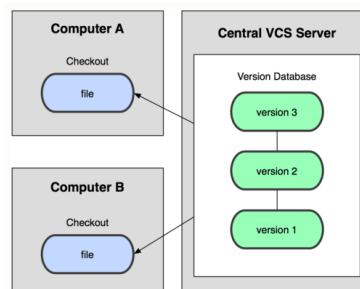 Computer A
Checkout
file
Computer B
Checkout
file
Central VCS Server
Version Database
version 3
version 2
version 1